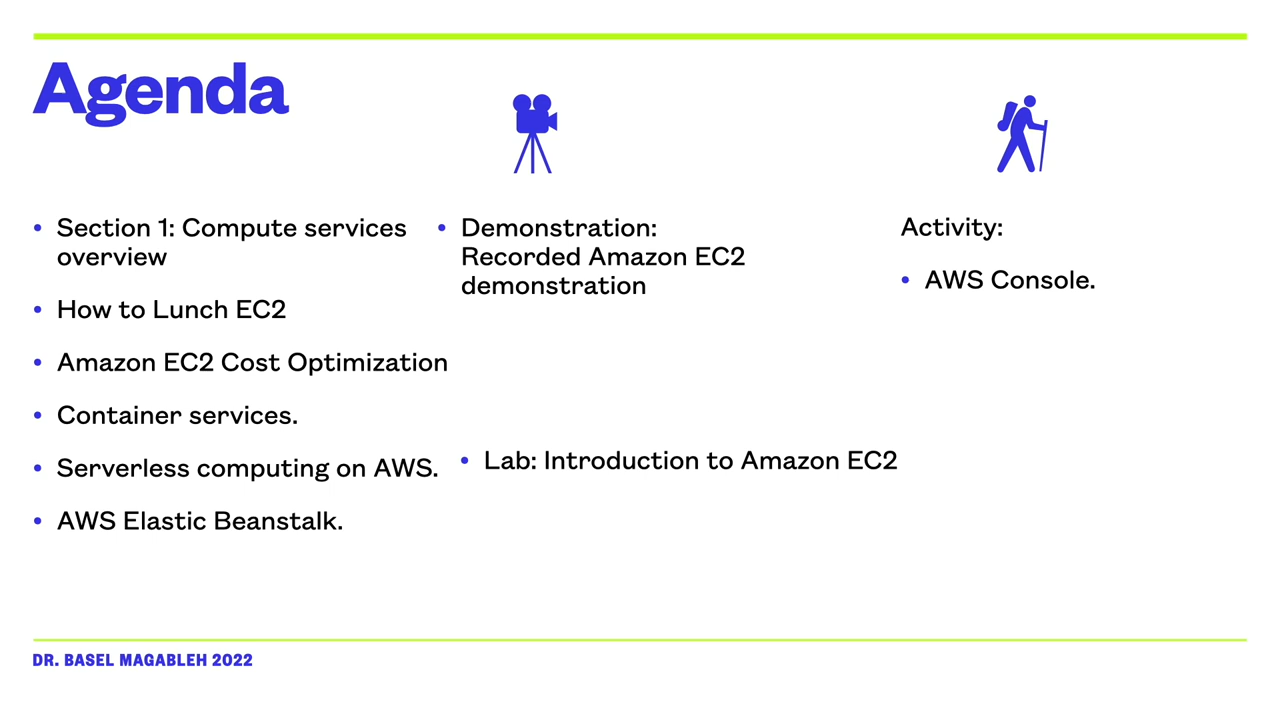 Agenda
• Section 1: Compute services
overview
• How to Lunch EC2
• Amazon EC2 Cost Optimization
• Container services.
• Serverless computing on AWS.
• AWS Elastic Beanstalk.
• Demonstration:
Recorded Amazon EC2
demonstration
• Lab: Introduction to Amazon EC2
Activity:
• AWS Console.
DR. BASEL MAGABLEH 2022